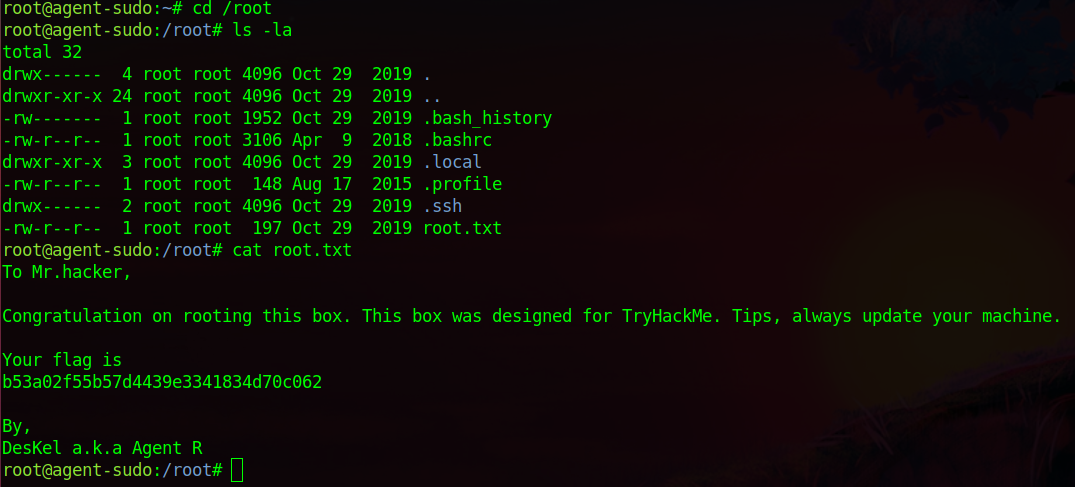 root@agent-sudo:~# cd /root
root@agent-sudo:/root# ls -la
total 32
drwx------  4 root root 4096 Oct 29  2019 .
drwxr-xr-x 24 root root 4096 Oct 29  2019 ..
-rw-------  1 root root 1952 Oct 29  2019 .bash_history
-rw-r--r--  1 root root 3106 Apr  9  2018 .bashrc
drwxr-xr-x  3 root root 4096 Oct 29  2019 .local
-rw-r--r--  1 root root  148 Aug 17  2015 .profile
drwx------  2 root root 4096 Oct 29  2019 .ssh
-rw-r--r--  1 root root  197 Oct 29  2019 root.txt
root@agent-sudo:/root# cat root.txt
To Mr.hacker,
Congratulation on rooting this box. This box was designed for TryHackMe. Tips, always update your machine.
Your flag is
b53a02f55b57d4439e3341834d70c062
By,
DesKel a.k.a Agent R
root@agent-sudo:/root#